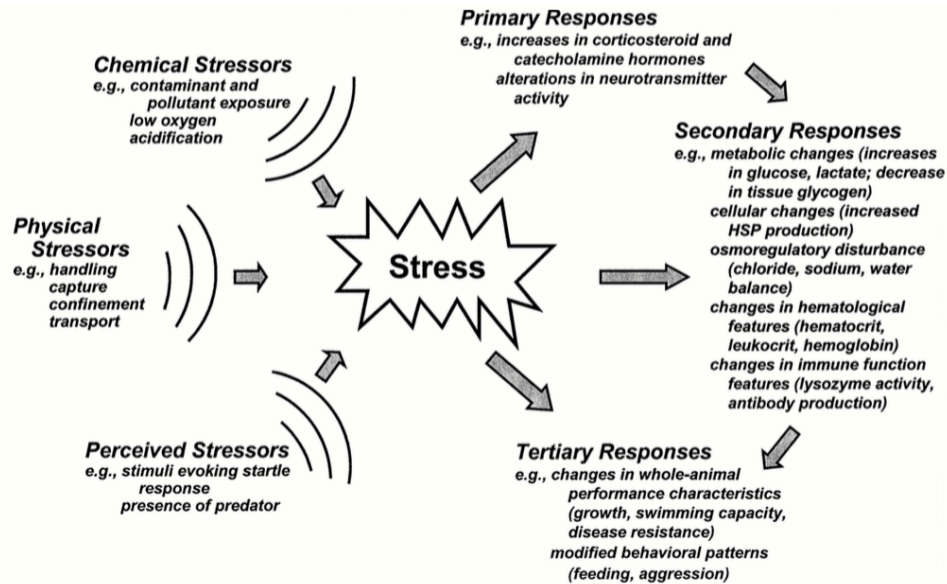 Chemical Stressors
e.g., contaminant and
pollutant exposure
low oxygen
acidification
Physical
Stressors
e.g., handling
capture
confinement
transport
Perceived Stressors
e.g., stimuli evoking startle
response
presence of predator
Stress
Primary Responses
e.g., increases in corticosteroid and
catecholamine hormones
alterations in neurotransmitter
activity
Secondary Responses
e.g., metabolic changes (increases
in glucose, lactate; decrease
in tissue glycogen)
cellular changes (increased
HSP production)
osmoregulatory disturbance
(chloride, sodium, water
balance)
changes in hematological
features (hematocrit,
leukocrit, hemoglobin)
changes in immune function
features (lysozyme activity,
antibody production)
Tertiary Responses
e.g., changes in whole-animal
performance characteristics
(growth, swimming capacity,
disease resistance)
modified behavioral patterns
(feeding, aggression)